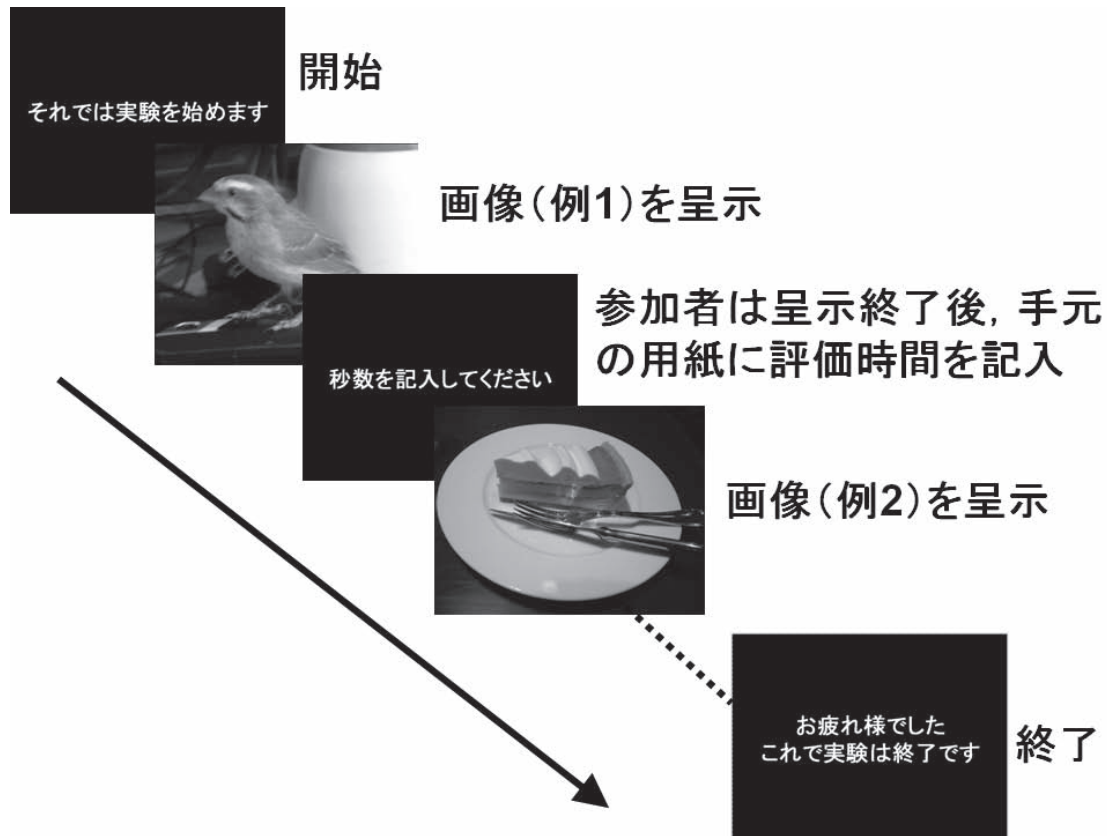 開始
それでは実験を始めます
画像(例1)を呈示
参加者は呈示終了後, 手元
の用紙に評価時間を記入
秒数を記入してください
画像(例2)を呈示
お疲れ様でした
これで実験は終了です
終了